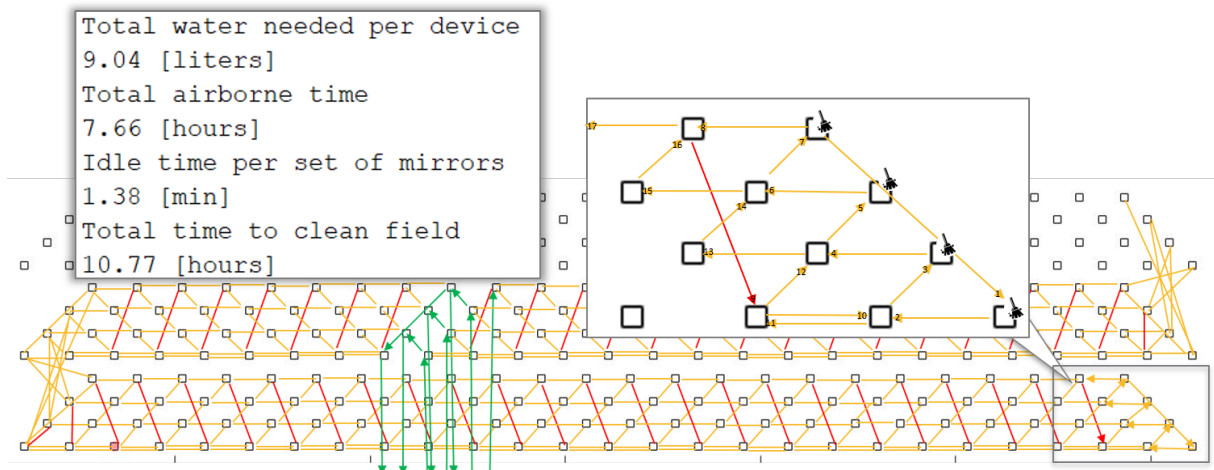 Total water needed per device
9.04 [liters]
Total airborne time
7.66 [hours]
Idle time per set of mirrors
1.38 [min]
Total time to clean field
10.77 [hours]
17
8
7
16
15
6
14
5
13
4
12
3
1
11
10
2